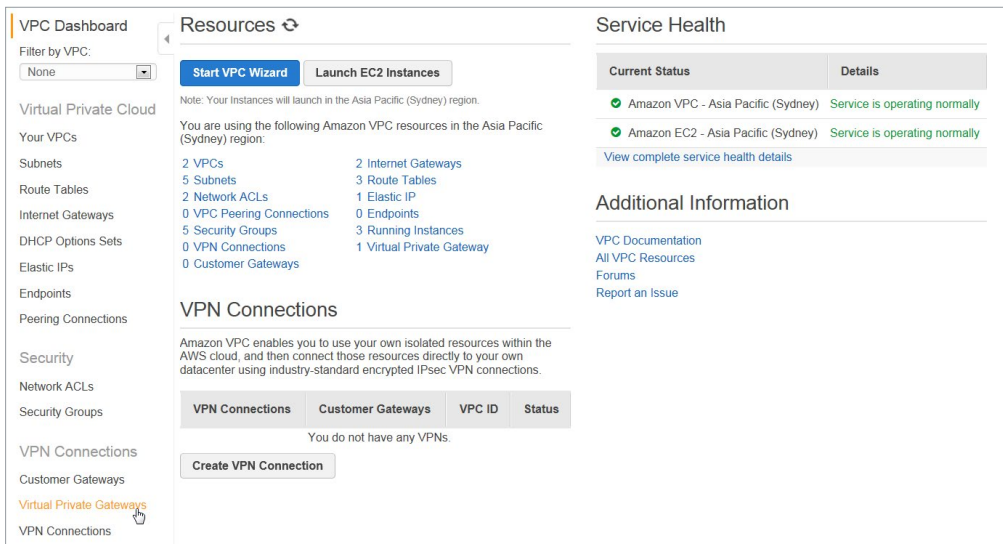 VPC Dashboard
Filter by VPC:
None
Virtual Private Cloud
Your VPCs
Subnets
Route Tables
Internet Gateways
DHCP Options Sets
Elastic IPs
Endpoints
Peering Connections
Security
Network ACLs
Security Groups
VPN Connections
Customer Gateways
Virtual Private Gateways
VPN Connections
Resources
Start VPC Wizard
Launch EC2 Instances
Note: Your Instances will launch in the Asia Pacific (Sydney) region.
You are using the following Amazon VPC resources in the Asia Pacific
(Sydney) region:
2 VPCs
2 Internet Gateways
5 Subnets
3 Route Tables
2 Network ACLs
1 Elastic IP
0 VPC Peering Connections
0 Endpoints
5 Security Groups
3 Running Instances
0 VPN Connections
1 Virtual Private Gateway
0 Customer Gateways
VPN Connections
Amazon VPC enables you to use your own isolated resources within the
AWS cloud, and then connect those resources directly to your own
datacenter using industry-standard encrypted IPsec VPN connections.
VPN Connections Customer Gateways VPC ID Status
You do not have any VPNs.
Create VPN Connection
Service Health
Current Status Details
Amazon VPC - Asia Pacific (Sydney) Service is operating normally
Amazon EC2 - Asia Pacific (Sydney) Service is operating normally
View complete service health details
Additional Information
VPC Documentation
All VPC Resources
Forums
Report an Issue